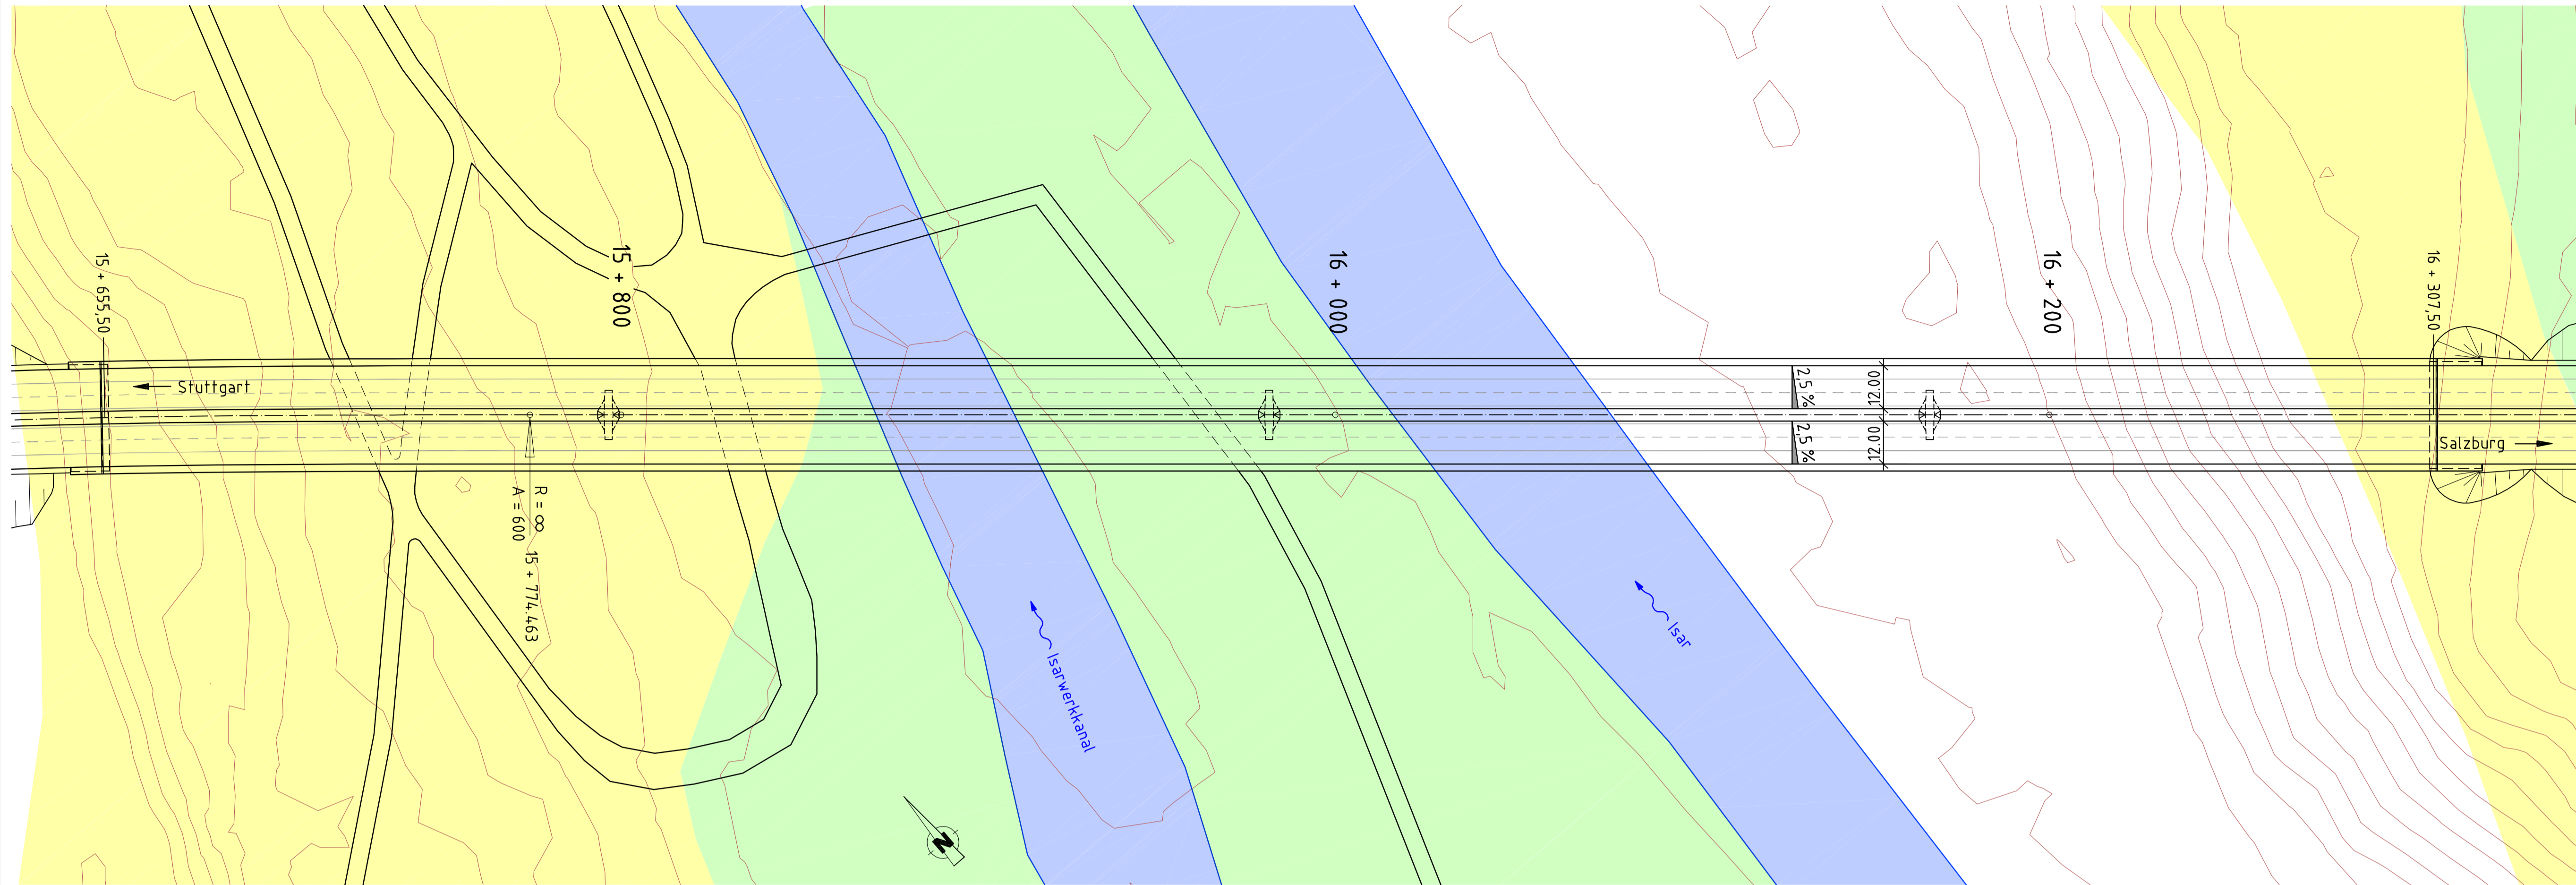 15 + 655,50
Stuttgart
15 + 800
R = ∞
A = 600
15 + 774.463
16 + 000
Isarwerkkanal
N
Isar
2,5 %
12.00
2,5 %
12.00
16 + 200
16 + 307,50
Salzburg